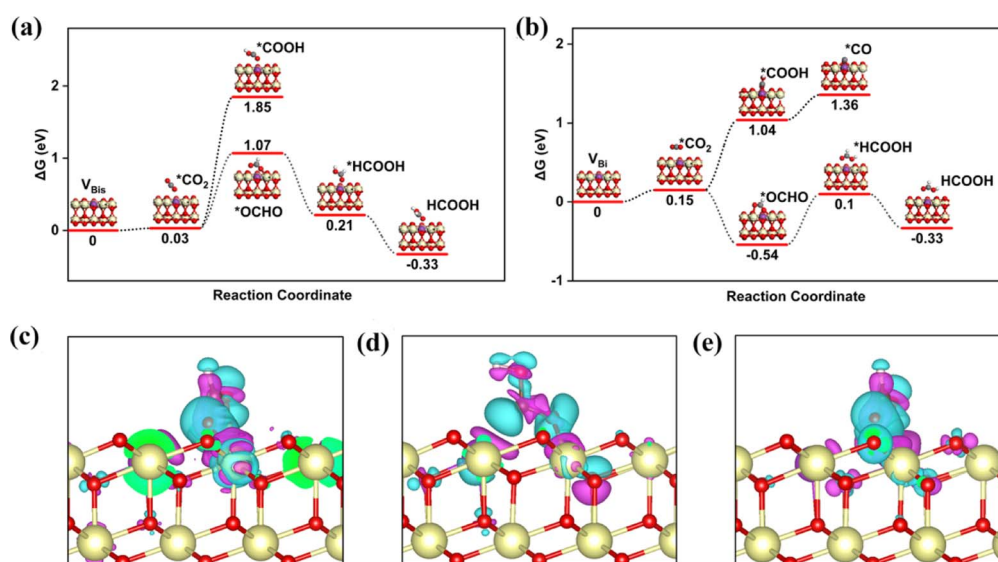 (a)
ΔG (eV)
2
1
0
V_Bis
0
*CO₂
0.03
*COOH
1.85
1.07
*OCHO
*HCOOH
0.21
HCOOH
-0.33
Reaction Coordinate
(b)
ΔG (eV)
2
1
0
-1
V_Bi
0
*CO₂
0.15
*COOH
1.04
*CO
1.36
*OCHO
-0.54
*HCOOH
0.1
HCOOH
-0.33
Reaction Coordinate
(c)
(d)
(e)